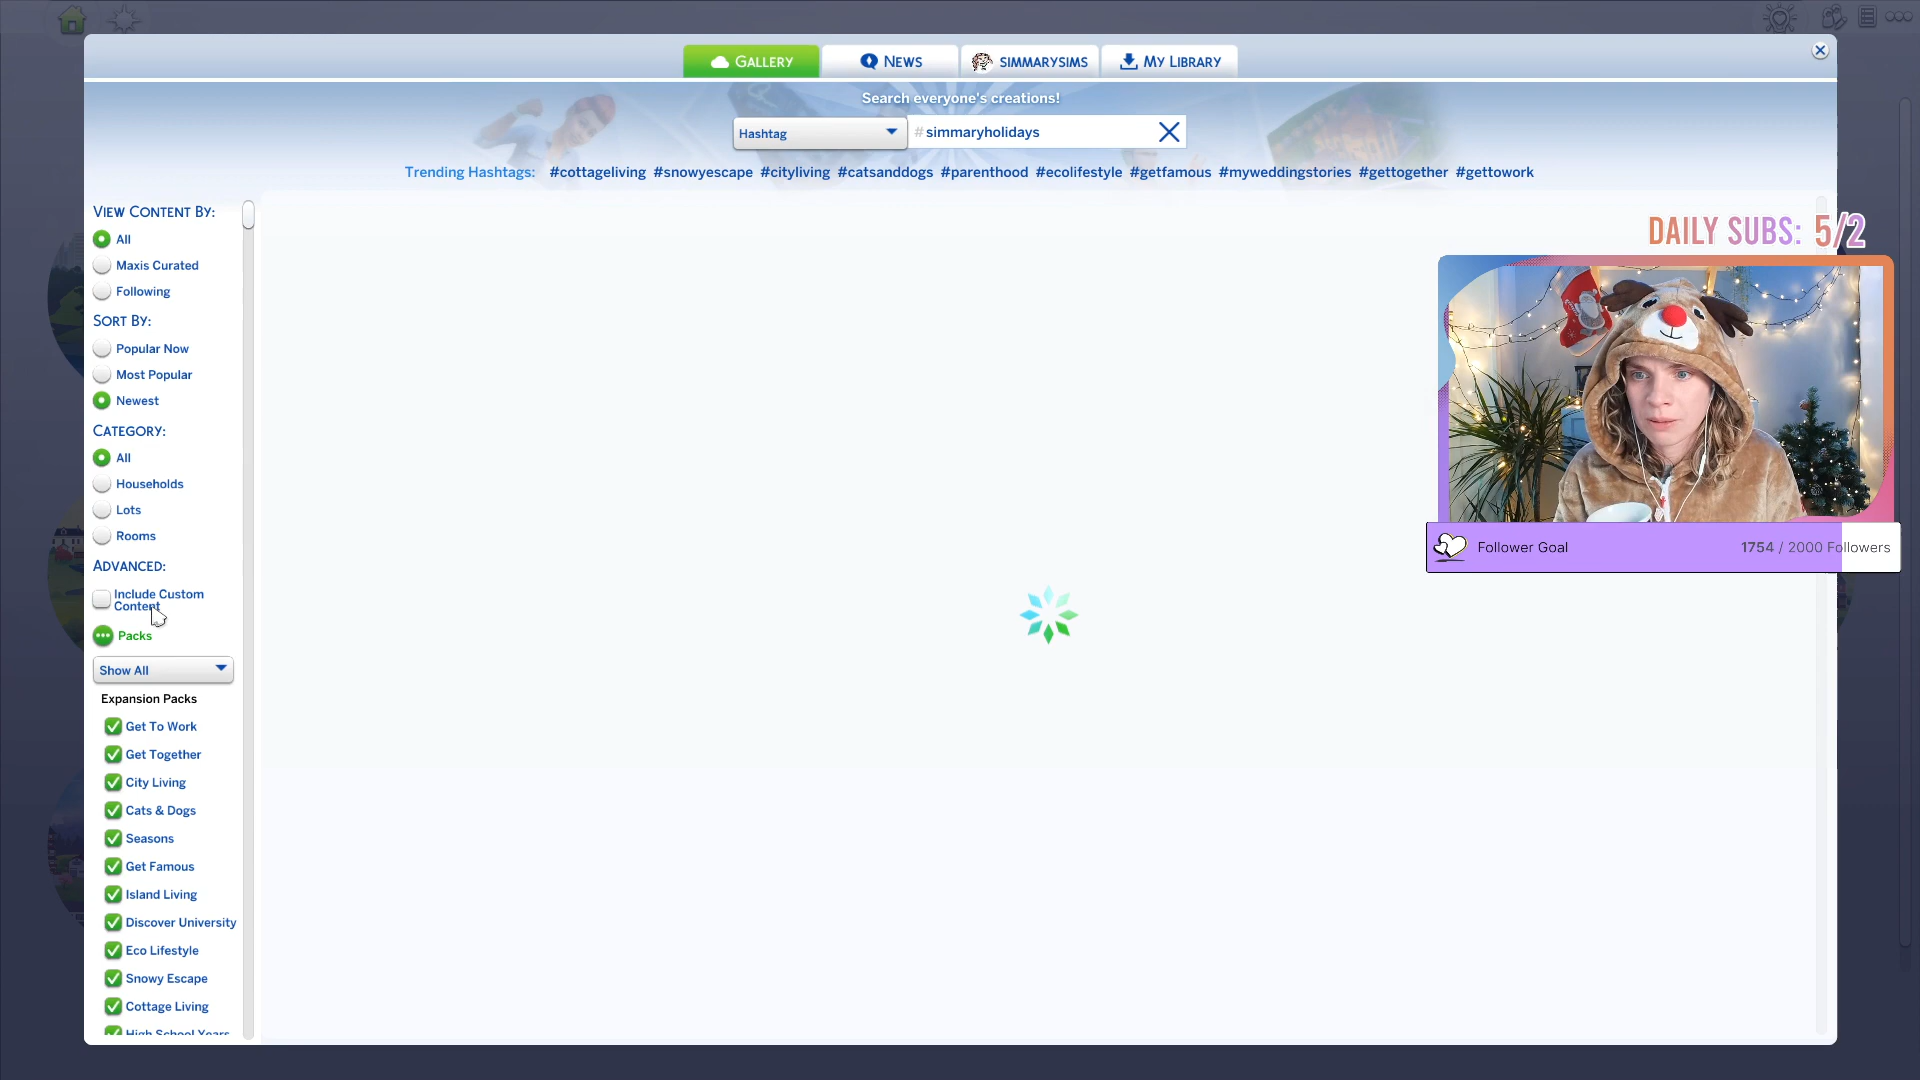 GALLERY
NEWS
SIMMARYSIMS
MY LIBRARY
Search everyone's creations!
Hashtag
# simmaryholidays
Trending Hashtags: #cottageliving #snowyescape #cityliving #catsanddogs #parenthood #ecolifestyle #getfamous #myweddingstories #gettogether #gettowork
VIEW CONTENT BY:
All
Maxis Curated
Following
SORT BY:
Popular Now
Most Popular
Newest
CATEGORY:
All
Households
Lots
Rooms
ADVANCED:
Include Custom
Content
Packs
Show All
Expansion Packs
Get To Work
Get Together
City Living
Cats & Dogs
Seasons
Get Famous
Island Living
Discover University
Eco Lifestyle
Snowy Escape
Cottage Living
High School Years
DAILY SUBS: 5/2
Follower Goal
1754 / 2000 Followers